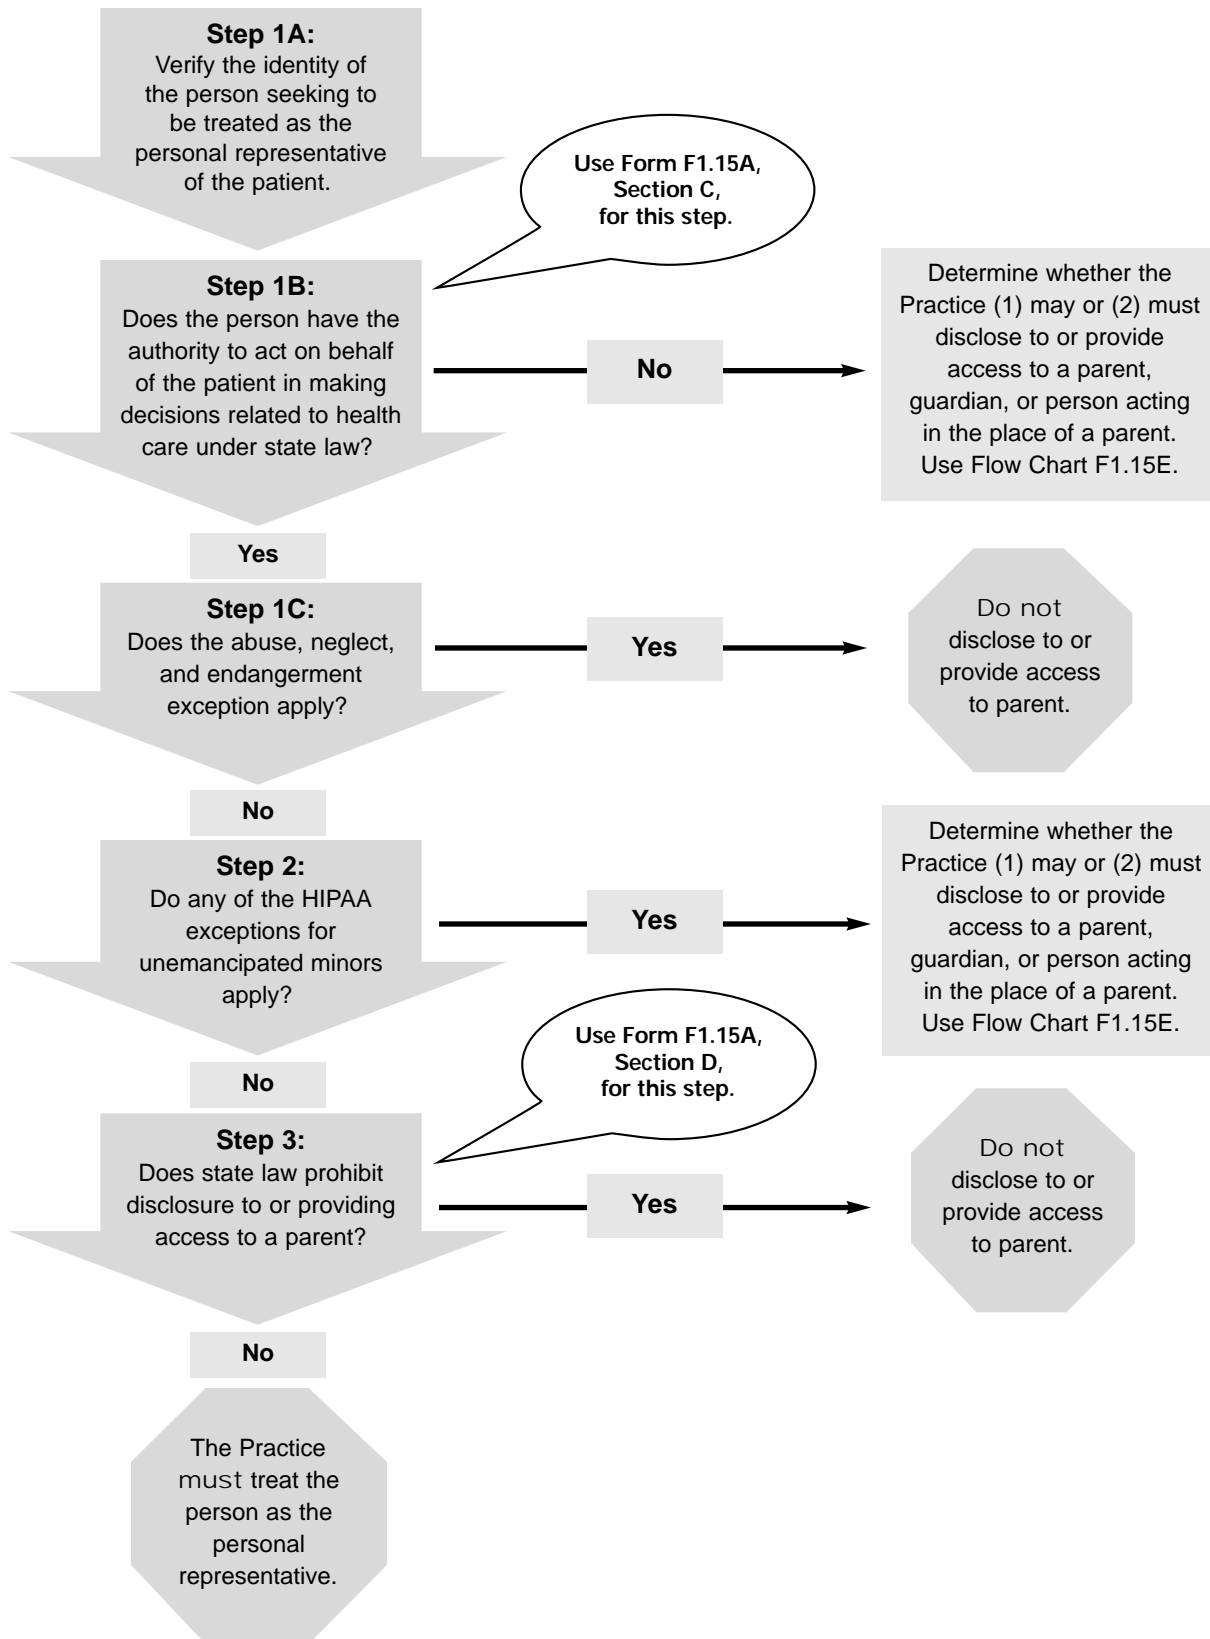 Step 1A:
Verify the identity of
the person seeking to
be treated as the
personal representative
of the patient.
Use Form F1.15A,
Section C,
for this step.
Step 1B:
Does the person have the
authority to act on behalf
of the patient in making
decisions related to health
care under state law?
No
Determine whether the
Practice (1) may or (2) must
disclose to or provide
access to a parent,
guardian, or person acting
in the place of a parent.
Use Flow Chart F1.15E.
Yes
Step 1C:
Does the abuse, neglect,
and endangerment
exception apply?
Yes
Do not
disclose to or
provide access
to parent.
No
Step 2:
Do any of the HIPAA
exceptions for
unemancipated minors
apply?
Yes
Determine whether the
Practice (1) may or (2) must
disclose to or provide
access to a parent,
guardian, or person acting
in the place of a parent.
Use Flow Chart F1.15E.
No
Use Form F1.15A,
Section D,
for this step.
Step 3:
Does state law prohibit
disclosure to or providing
access to a parent?
Yes
Do not
disclose to or
provide access
to parent.
No
The Practice
must treat the
person as the
personal
representative.